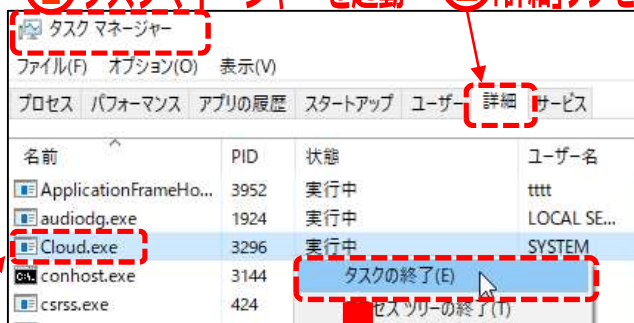 タスク マネージャー
ファイル(F) オプション(O) 表示(V)
プロセス パフォーマンス アプリの履歴 スタートアップ ユーザー 詳細 サービス
名前 PID 状態 ユーザー名
ApplicationFrameHo... 3952 実行中 tttt
audiodg.exe 1924 実行中 LOCAL SE...
Cloud.exe 3296 実行中 SYSTEM
conhost.exe 3144 タスクの終了(E)
csrss.exe 424 セス ツリーの終了(T)